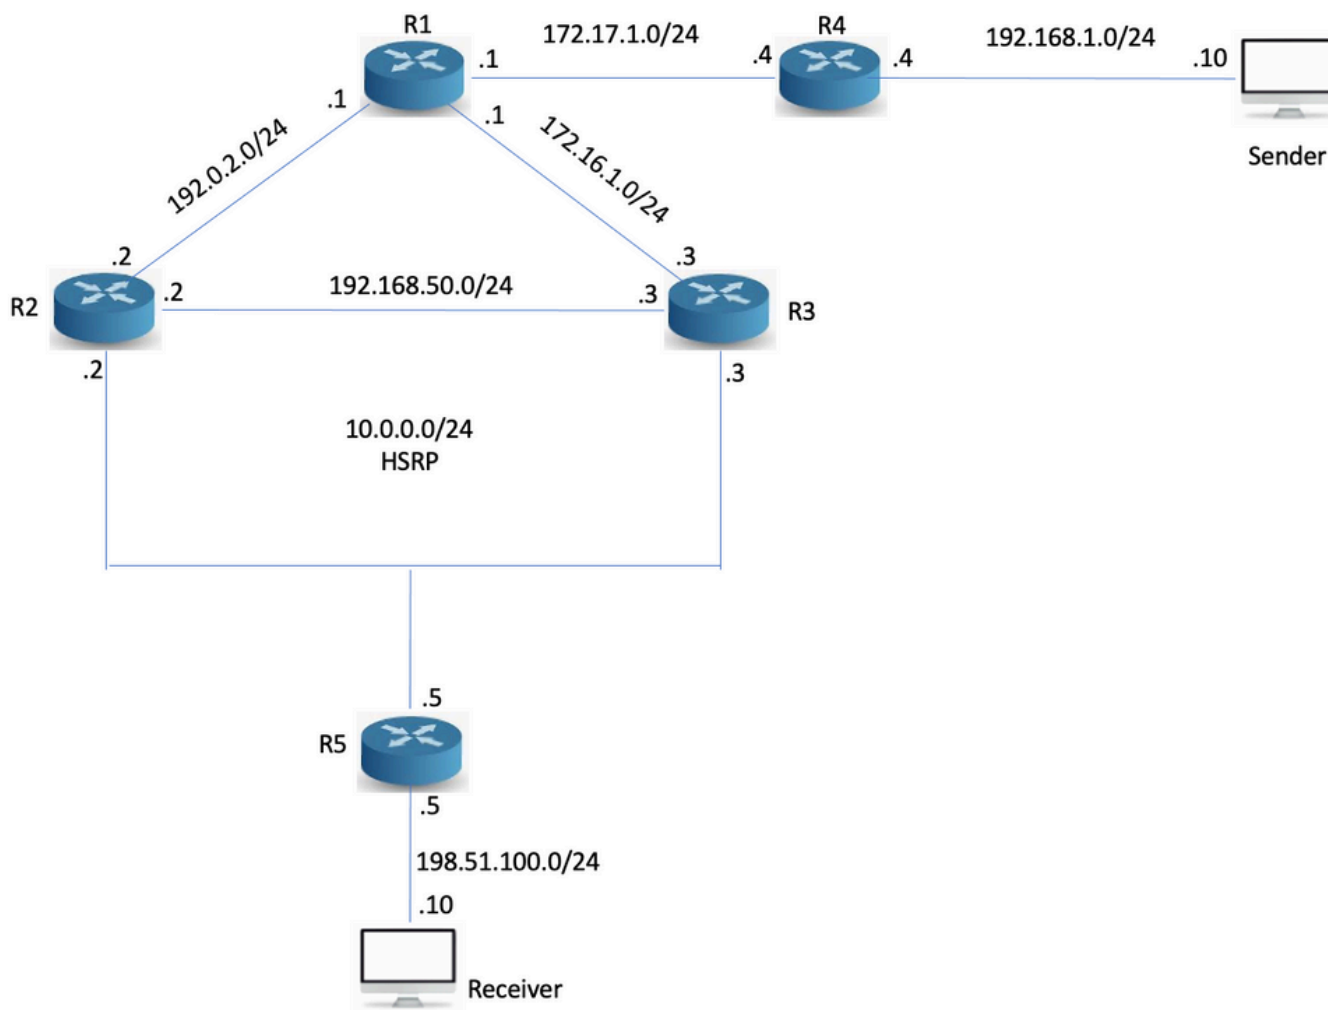 R1
172.17.1.0/24
R4
192.168.1.0/24
.1
.4
.4
.10
.1
.1
192.0.2.0/24
172.16.1.0/24
Sender
.2
.3
R2
.2
192.168.50.0/24
.3
R3
.2
.3
10.0.0.0/24
HSRP
.5
R5
.5
198.51.100.0/24
.10
Receiver